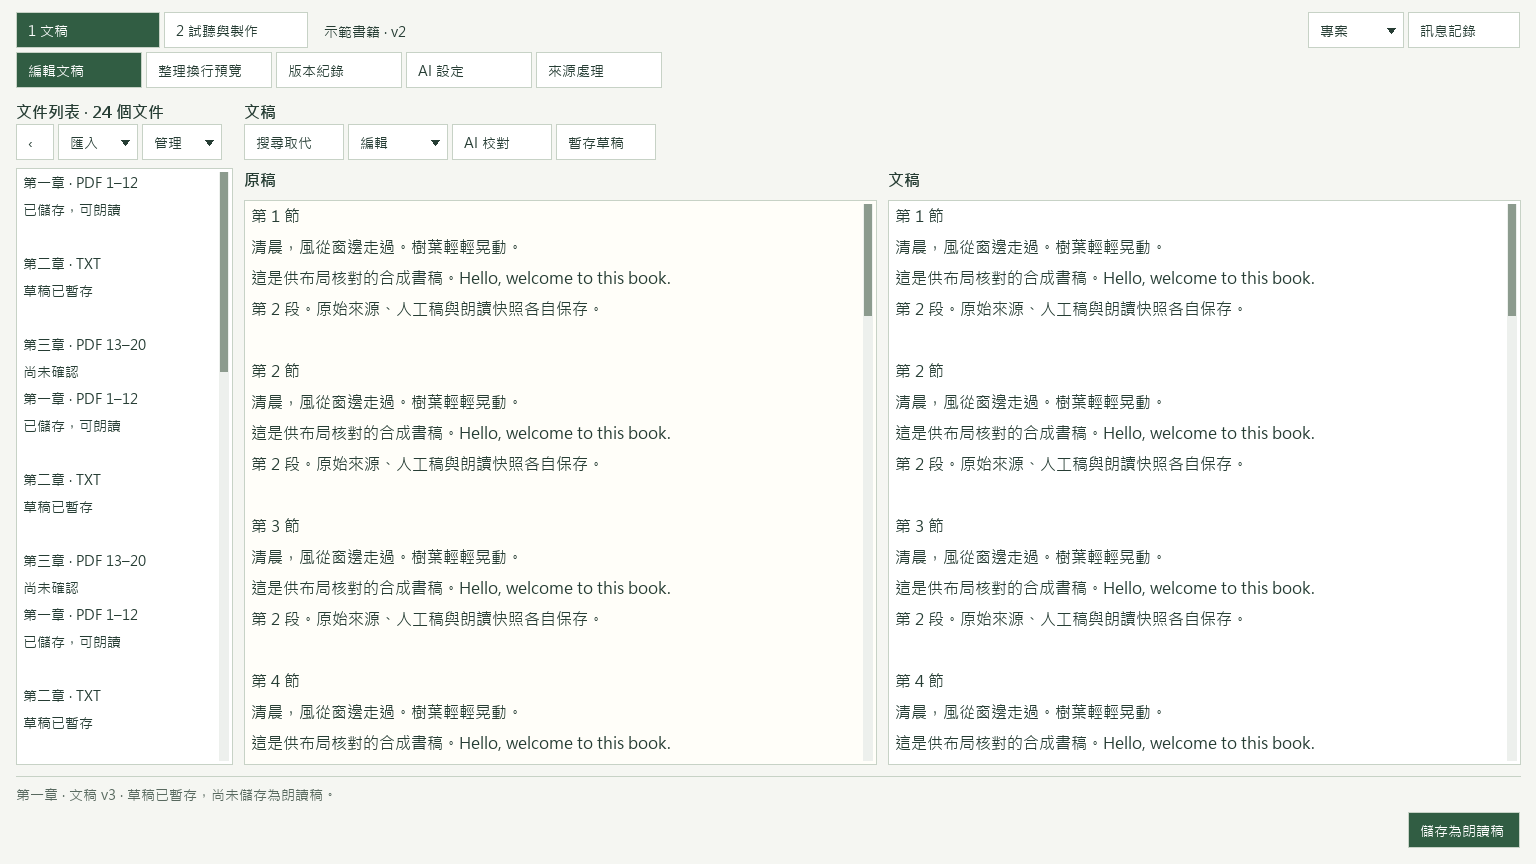 1 文稿
2 試聽與製作
示範書籍 · v2
專案
訊息記錄
編輯文稿
整理換行預覽
版本紀錄
AI 設定
來源處理
文件列表 · 24 個文件
‹
匯入
管理
第一章 · PDF 1–12
已儲存，可朗讀
第二章 · TXT
草稿已暫存
第三章 · PDF 13–20
尚未確認
第一章 · PDF 1–12
已儲存，可朗讀
第二章 · TXT
草稿已暫存
第三章 · PDF 13–20
尚未確認
第一章 · PDF 1–12
已儲存，可朗讀
第二章 · TXT
草稿已暫存
文稿
搜尋取代
編輯
AI 校對
暫存草稿
原稿
第 1 節
清晨，風從窗邊走過。樹葉輕輕晃動。
這是供布局核對的合成書稿。Hello, welcome to this book.
第 2 段。原始來源、人工稿與朗讀快照各自保存。
第 2 節
清晨，風從窗邊走過。樹葉輕輕晃動。
這是供布局核對的合成書稿。Hello, welcome to this book.
第 2 段。原始來源、人工稿與朗讀快照各自保存。
第 3 節
清晨，風從窗邊走過。樹葉輕輕晃動。
這是供布局核對的合成書稿。Hello, welcome to this book.
第 2 段。原始來源、人工稿與朗讀快照各自保存。
第 4 節
清晨，風從窗邊走過。樹葉輕輕晃動。
這是供布局核對的合成書稿。Hello, welcome to this book.
文稿
第 1 節
清晨，風從窗邊走過。樹葉輕輕晃動。
這是供布局核對的合成書稿。Hello, welcome to this book.
第 2 段。原始來源、人工稿與朗讀快照各自保存。
第 2 節
清晨，風從窗邊走過。樹葉輕輕晃動。
這是供布局核對的合成書稿。Hello, welcome to this book.
第 2 段。原始來源、人工稿與朗讀快照各自保存。
第 3 節
清晨，風從窗邊走過。樹葉輕輕晃動。
這是供布局核對的合成書稿。Hello, welcome to this book.
第 2 段。原始來源、人工稿與朗讀快照各自保存。
第 4 節
清晨，風從窗邊走過。樹葉輕輕晃動。
這是供布局核對的合成書稿。Hello, welcome to this book.
第一章 · 文稿 v3 · 草稿已暫存，尚未儲存為朗讀稿。
儲存為朗讀稿